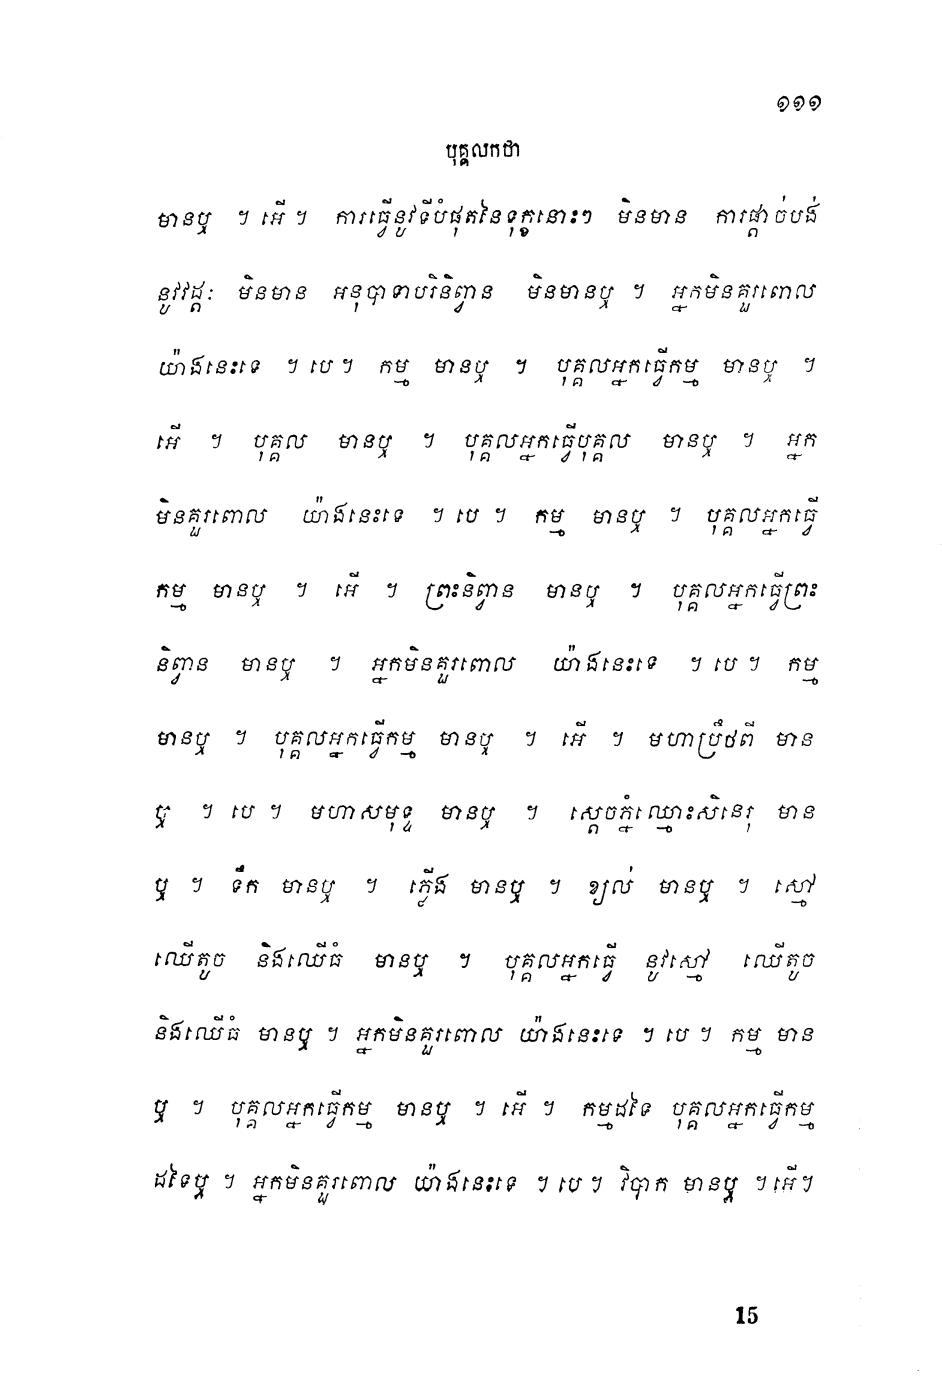 ១១១
បុគ្គលកថា
មានឬ ។ អើ ។ ការធ្វើនូវទីបំផុតនៃទុក្ខនោះៗ មិនមាន ការផ្តាច់បង់
នូវវដ្តៈ មិនមាន អនុបាទាបរិនិព្វាន មិនមានឬ ។ អ្នកមិនគួរពោល
យ៉ាងនេះទេ ។ បេ ។ កម្ម មានឬ ។ បុគ្គលអ្នកធ្វើកម្ម មានឬ ។
អើ ។ បុគ្គល មានឬ ។ បុគ្គលអ្នកធ្វើបុគ្គល មានឬ ។ អ្នក
មិនគួរពោល យ៉ាងនេះទេ ។ បេ ។ កម្ម មានឬ ។ បុគ្គលអ្នកធ្វើ
កម្ម មានឬ ។ អើ ។ ព្រះនិព្វាន មានឬ ។ បុគ្គលអ្នកធ្វើព្រះ
និព្វាន មានឬ ។ អ្នកមិនគួរពោល យ៉ាងនេះទេ ។ បេ ។ កម្ម
មានឬ ។ បុគ្គលអ្នកធ្វើកម្ម មានឬ ។ អើ ។ មហាប្រឹថពី មាន
ឬ ។ បេ ។ មហាសមុទ្ទ មានឬ ។ ស្តេចភ្នំឈ្មោះសិនេរុ មាន
ឬ ។ ទឹក មានឬ ។ ភ្លើង មានឬ ។ ខ្យល់ មានឬ ។ ស្មៅ
ឈើតូច និងឈើធំ មានឬ ។ បុគ្គលអ្នកធ្វើ នូវស្មៅ ឈើតូច
និងឈើធំ មានឬ ។ អ្នកមិនគួរពោល យ៉ាងនេះទេ ។ បេ ។ កម្ម មាន
ឬ ។ បុគ្គលអ្នកធ្វើកម្ម មានឬ ។ អើ ។ កម្មដទៃ បុគ្គលអ្នកធ្វើកម្ម
ដទៃឬ ។ អ្នកមិនគួរពោល យ៉ាងនេះទេ ។ បេ ។ វិបាក មានឬ ។ អើ ។
15